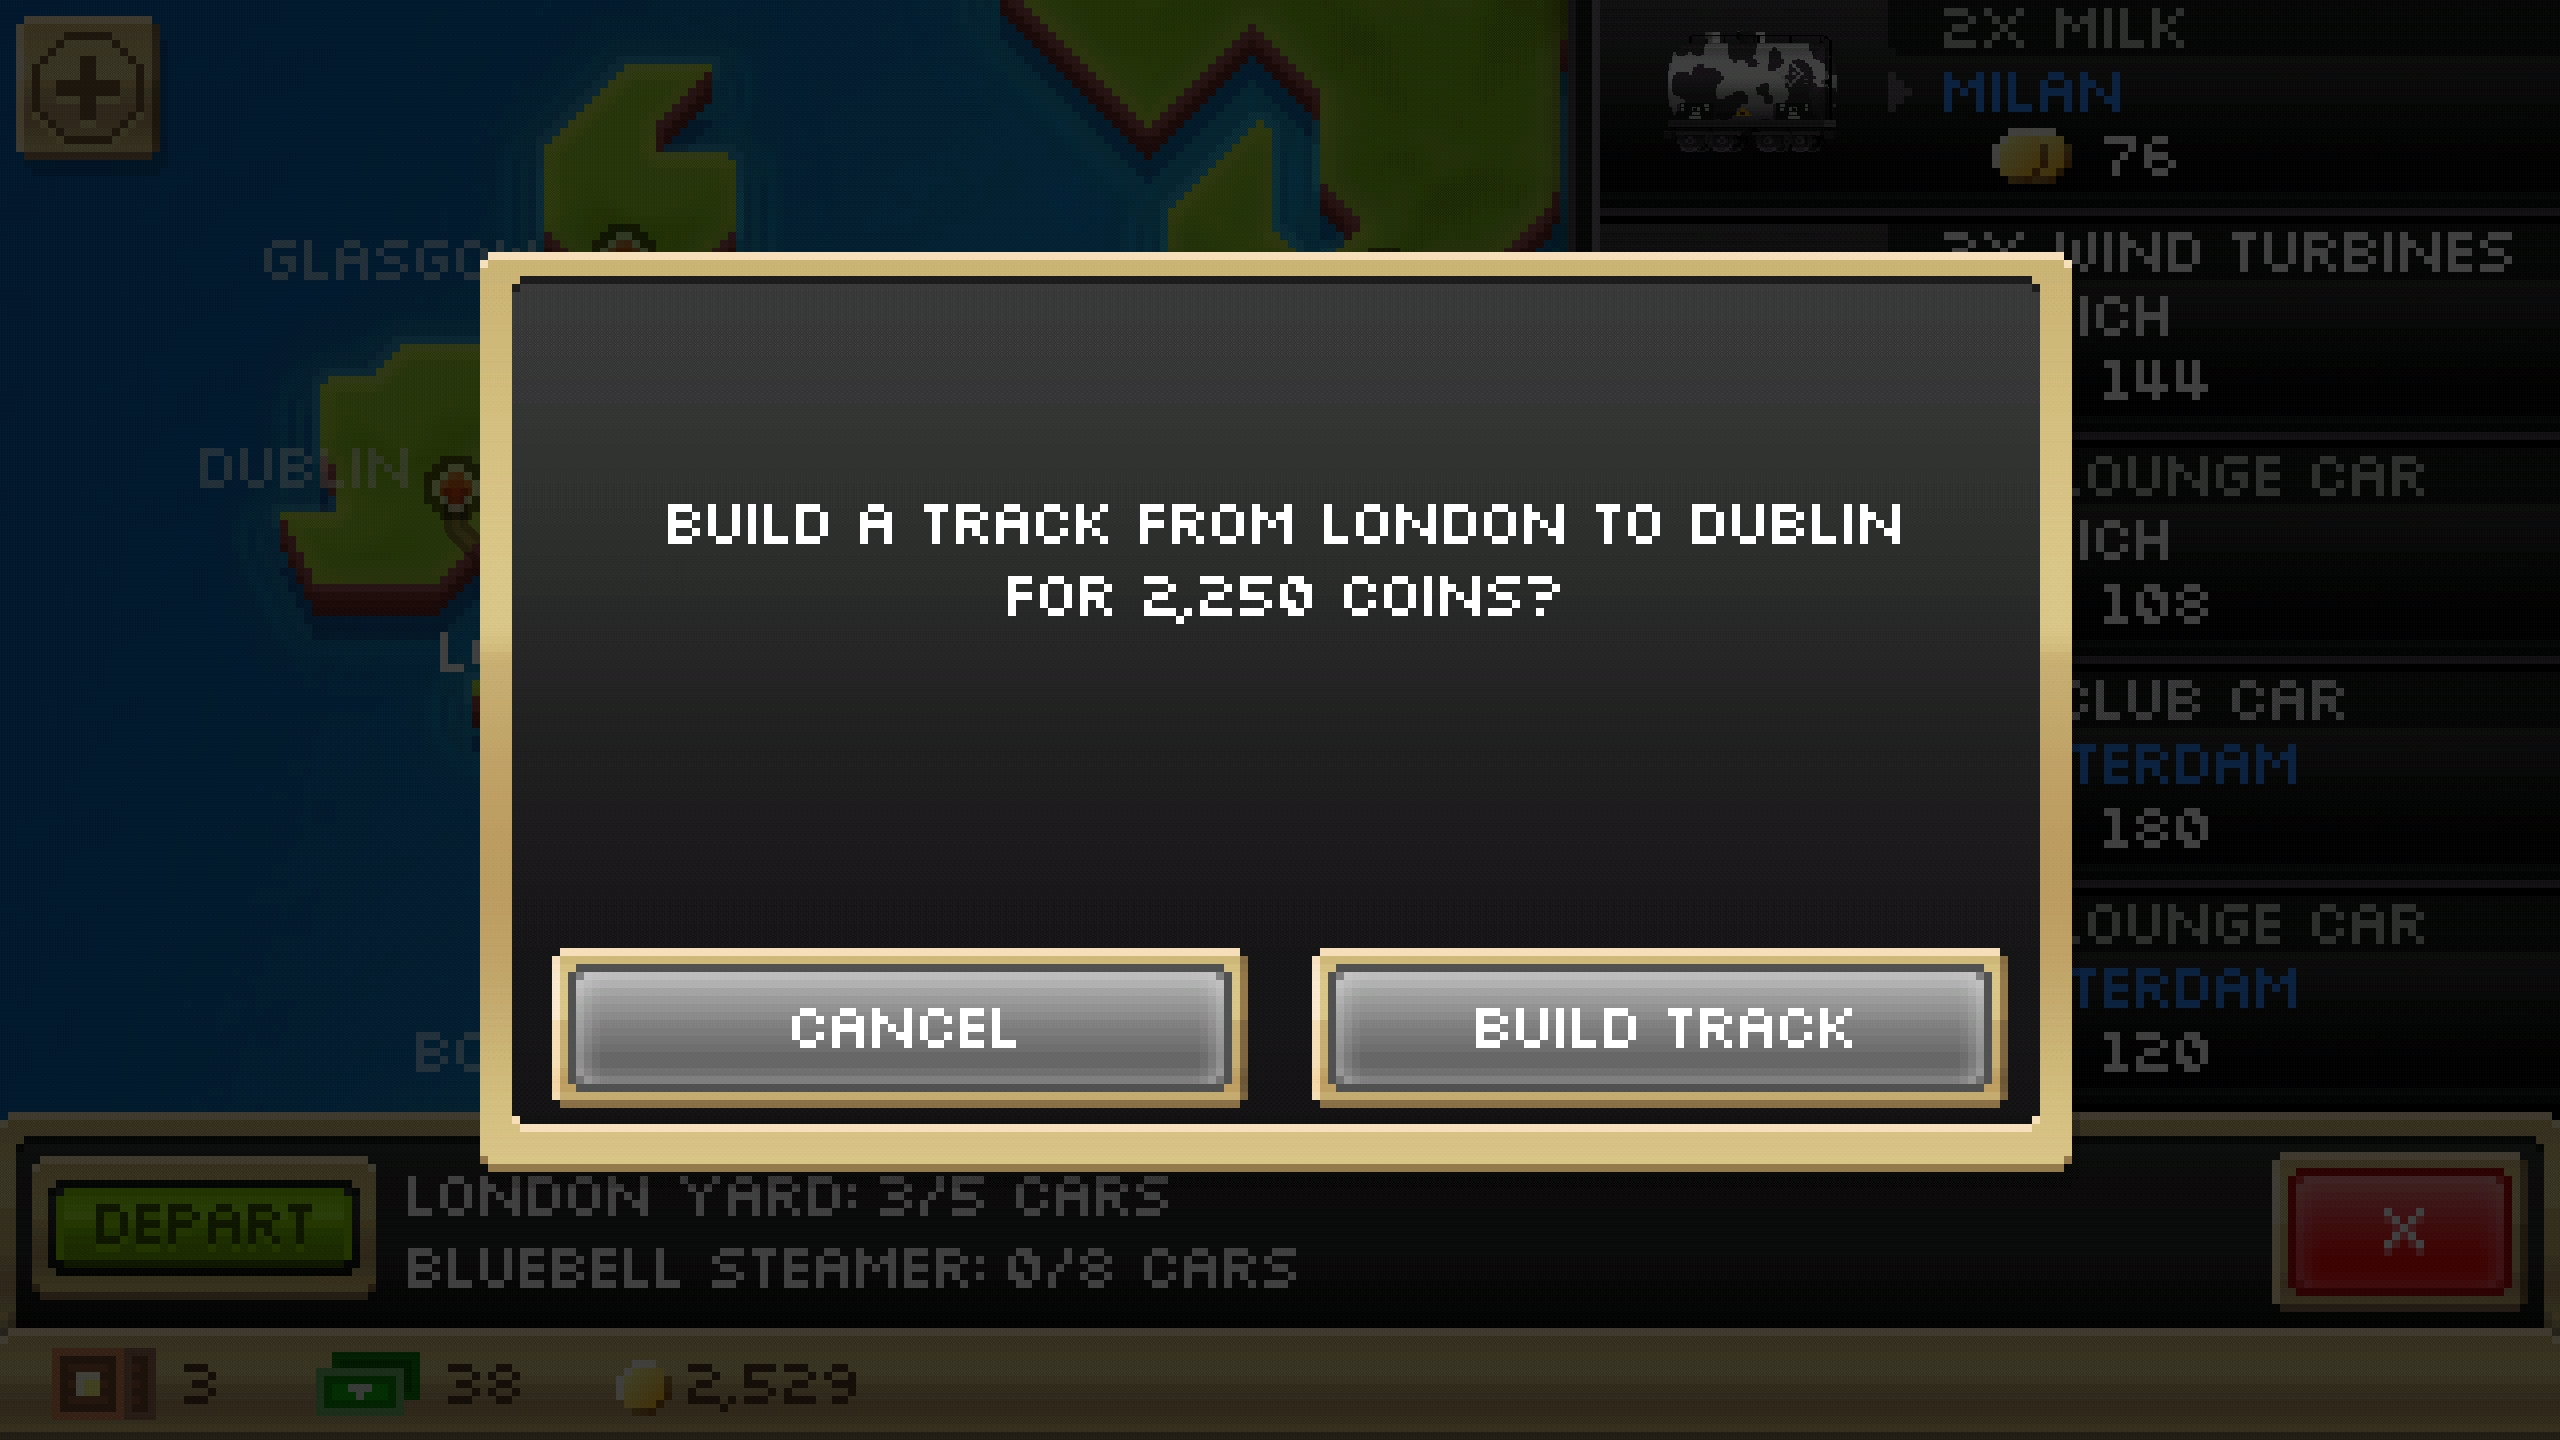 2X MILK
MILAN
76
GLASGOW
2X WIND TURBINES
ICH
144
DUBLIN
LOUNGE CAR
ICH
108
BUILD A TRACK FROM LONDON TO DUBLIN
FOR 2,250 COINS?
CLUB CAR
TERDAM
180
LOUNGE CAR
TERDAM
120
CANCEL
BUILD TRACK
BO
DEPART
LONDON YARD: 3/5 CARS
BLUEBELL STEAMER: 0/8 CARS
X
3
38
2,529